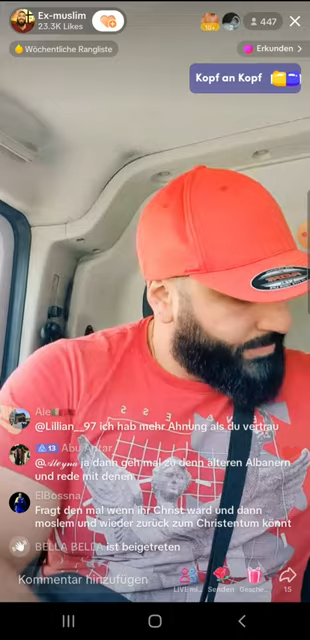 Ex-muslim
23.3K Likes
447
Wöchentliche Rangliste
Erkunden >
Kopf an Kopf
@Lillian__97 ich hab mehr Ahnung als du vertrau
13
ja dann geh mal zu denn älteren Albanern
und rede mit denen
ElBossna
Fragt den mal wenn ihr Christ ward und dann
moslem und wieder zurück zum Christentum könnt
BELLA BELLA ist beigetreten
Kommentar hinzufügen
Senden
15